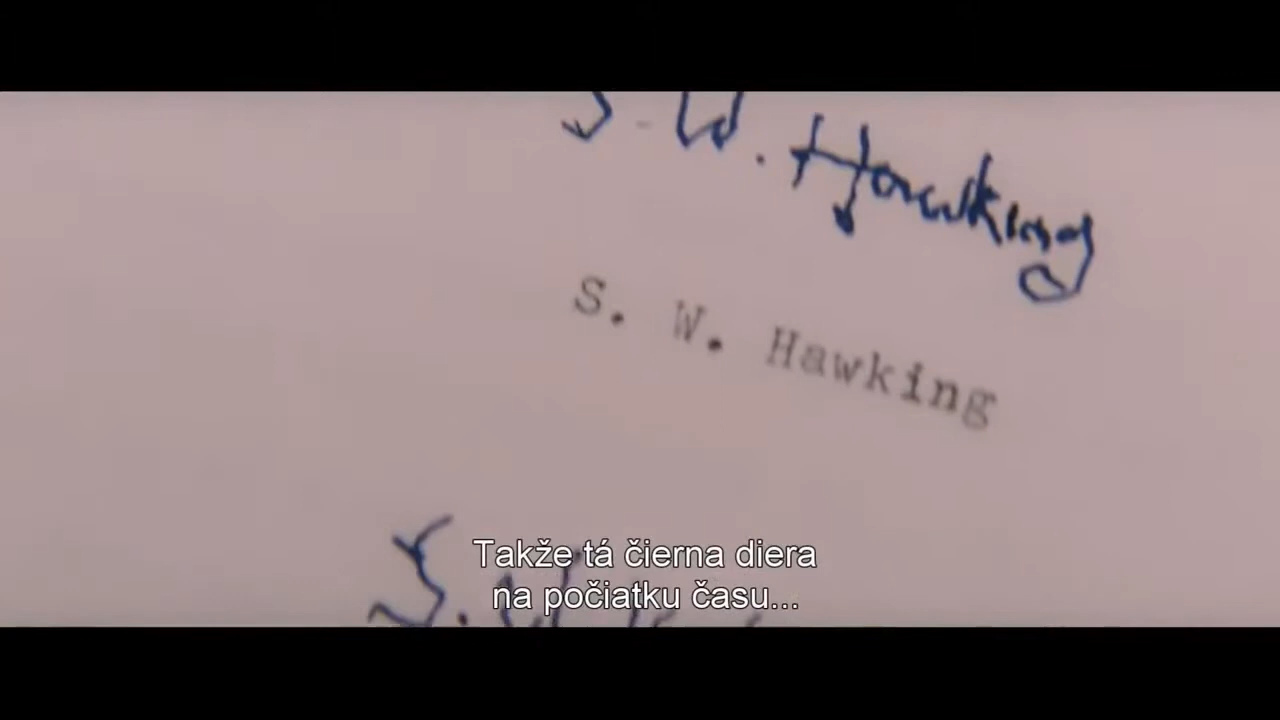 S. W. Hawking
S. W. Hawking
S.
Takže tá čierna diera
na počiatku času...